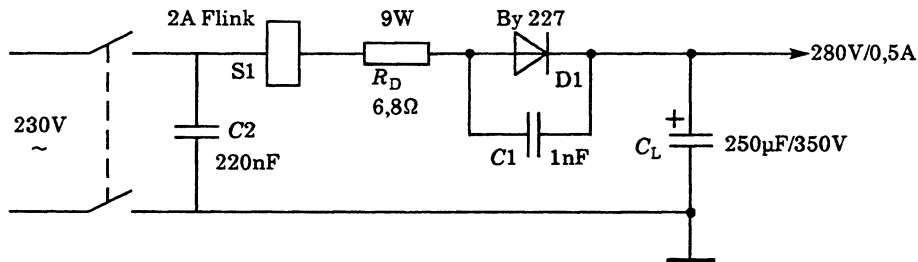 2A Flink
9W
By 227
280V/0,5A
S1
R_D
6,8Ω
D1
230V
~
C2
220nF
C1
1nF
+
C_L
250µF/350V